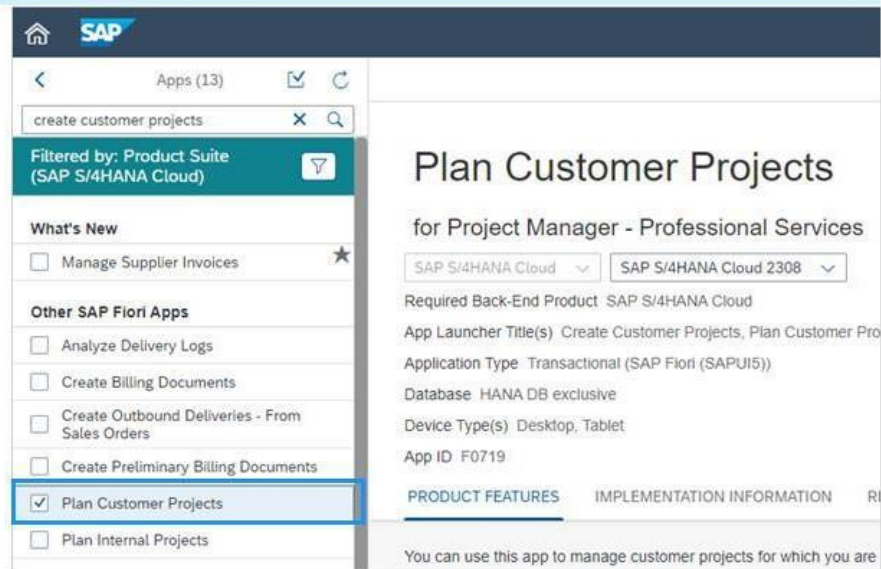 SAP
Apps (13)
create customer projects
Filtered by: Product Suite
(SAP S/4HANA Cloud)
What's New
Manage Supplier Invoices
Other SAP Fiori Apps
Analyze Delivery Logs
Create Billing Documents
Create Outbound Deliveries - From
Sales Orders
Create Preliminary Billing Documents
Plan Customer Projects
Plan Internal Projects
Plan Customer Projects
for Project Manager - Professional Services
SAP S/4HANA Cloud
SAP S/4HANA Cloud 2308
Required Back-End Product SAP S/4HANA Cloud
App Launcher Title(s) Create Customer Projects, Plan Customer Pro
Application Type Transactional (SAP Fiori (SAPUI5))
Database HANA DB exclusive
Device Type(s) Desktop, Tablet
App ID F0719
PRODUCT FEATURES IMPLEMENTATION INFORMATION
You can use this app to manage customer projects for which you are